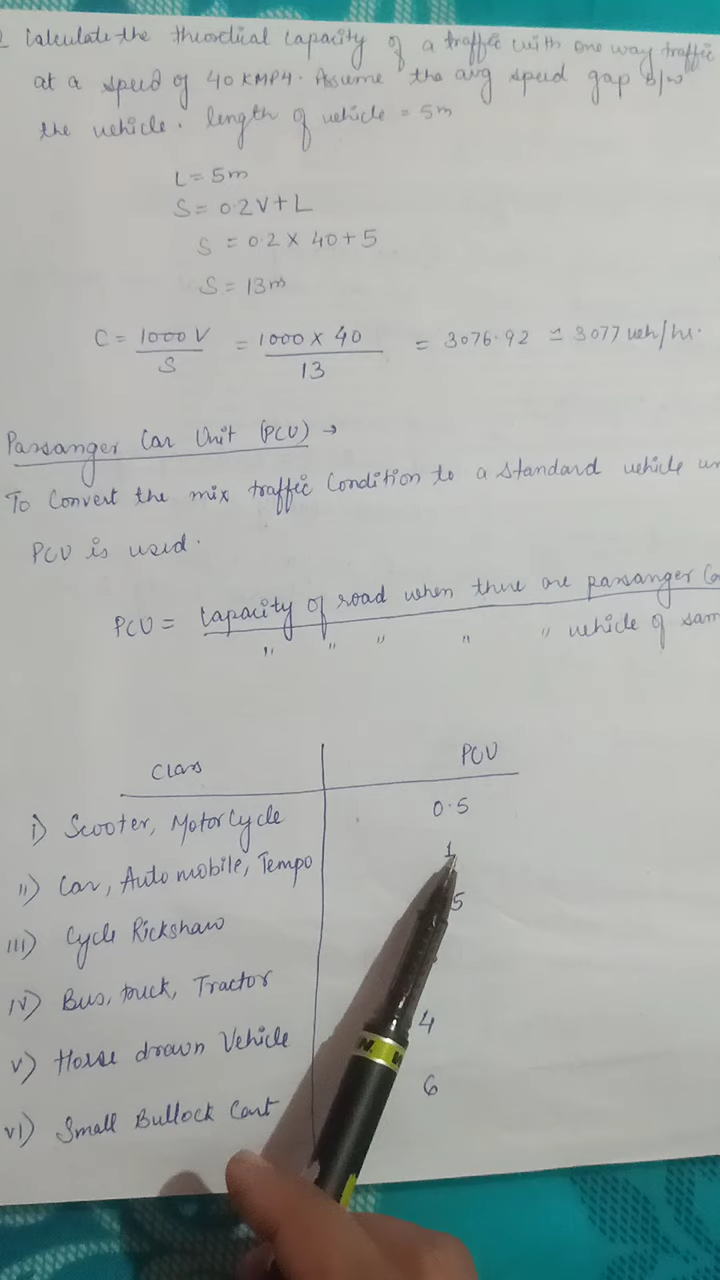 Calculate the theordical capacity of a traffic with one way traffic
at a speed of 40 KMPH. Assume the avg speed gap b/w
the vehicle. length of vehicle = 5m
L = 5m
S = 0.2V + L
S = 0.2 × 40 + 5
S = 13m
C = 1000 V / S = 1000 × 40 / 13 = 3076.92 ≃ 3077 veh/hr.
Passanger Car Unit (PCU) →
To Convert the mix traffic Condition to a standard vehicle
PCU is used.
PCU = Capacity of road when there are passanger
" " " " " vehicle of
Class PCU
i) Scooter, Motorcycle 0.5
ii) Car, Automobile, Tempo 1
iii) Cycle Rickshaw 5
iv) Bus, truck, Tractor
v) Horse drawn Vehicle 4
vi) Small Bullock Cart 6